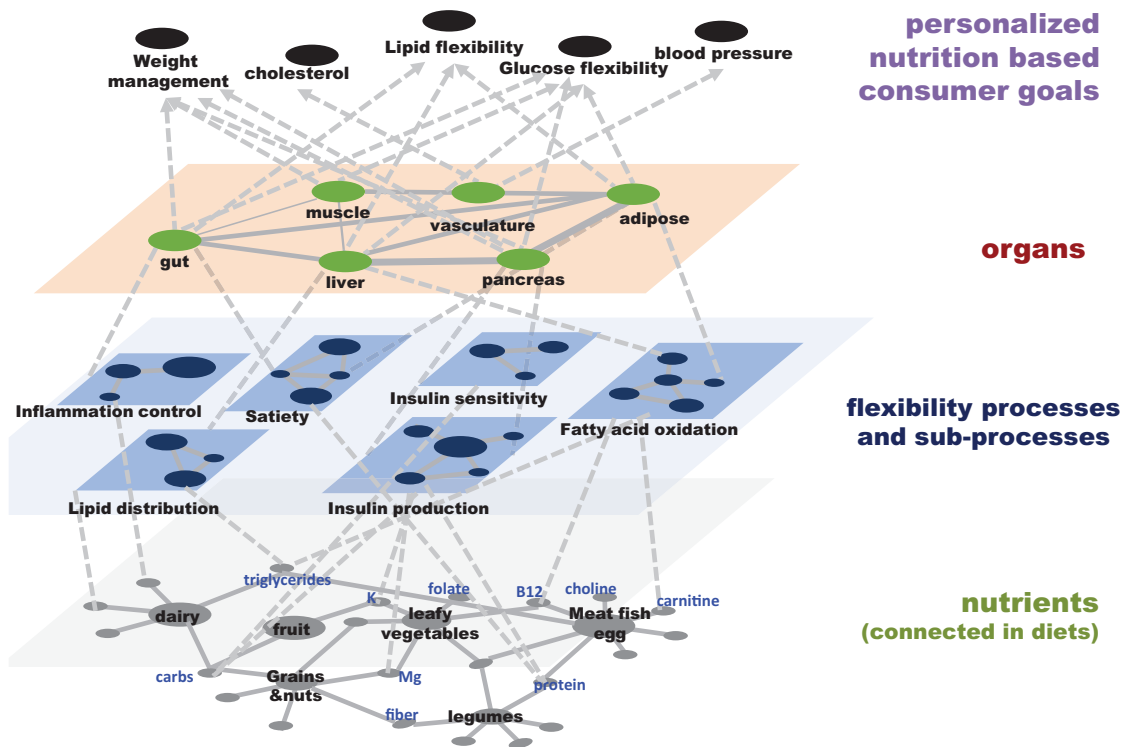 personalized
nutrition based
consumer goals
Weight
management
cholesterol
Lipid flexibility
Glucose flexibility
blood pressure
muscle
vasculature
adipose
gut
liver
pancreas
organs
Inflammation control
Satiety
Insulin sensitivity
Fatty acid oxidation
flexibility processes
and sub-processes
Lipid distribution
Insulin production
triglycerides
K
folate
B12
choline
carnitine
dairy
fruit
leafy
vegetables
Meat fish
egg
nutrients
(connected in diets)
carbs
Grains
&nuts
Mg
protein
fiber
legumes